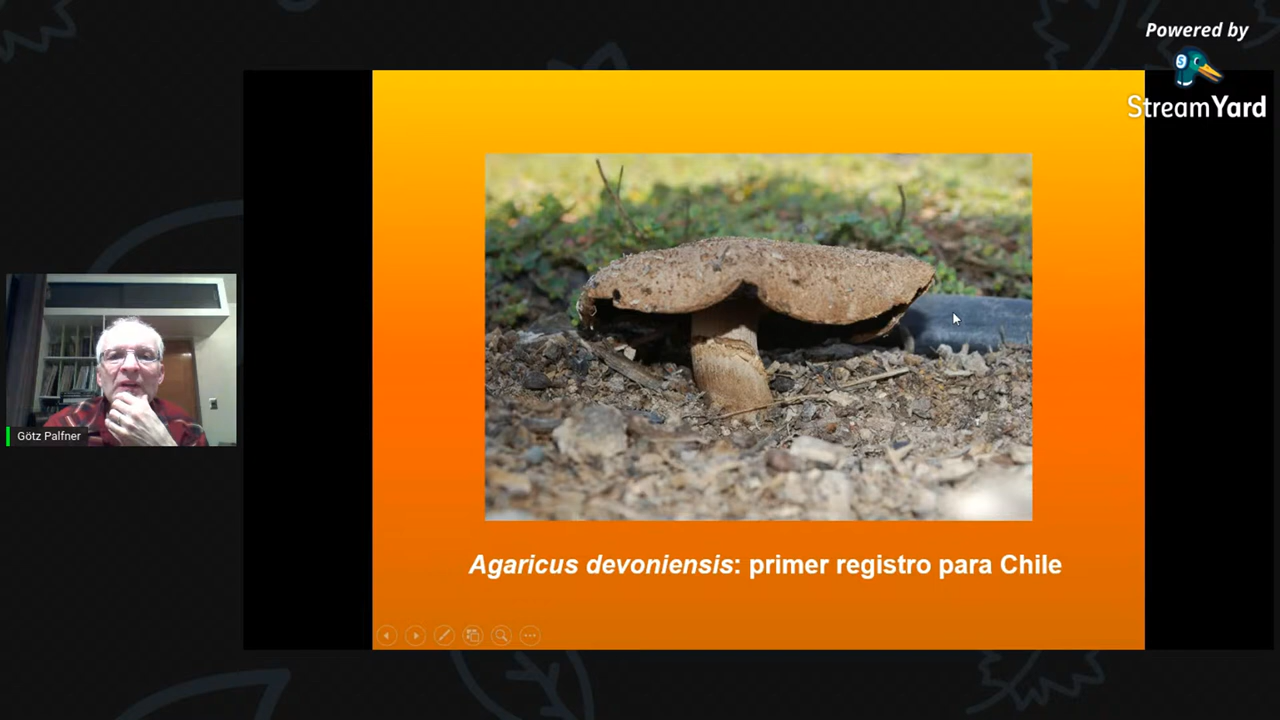 Powered by
StreamYard
Götz Palfner
Agaricus devoniensis: primer registro para Chile